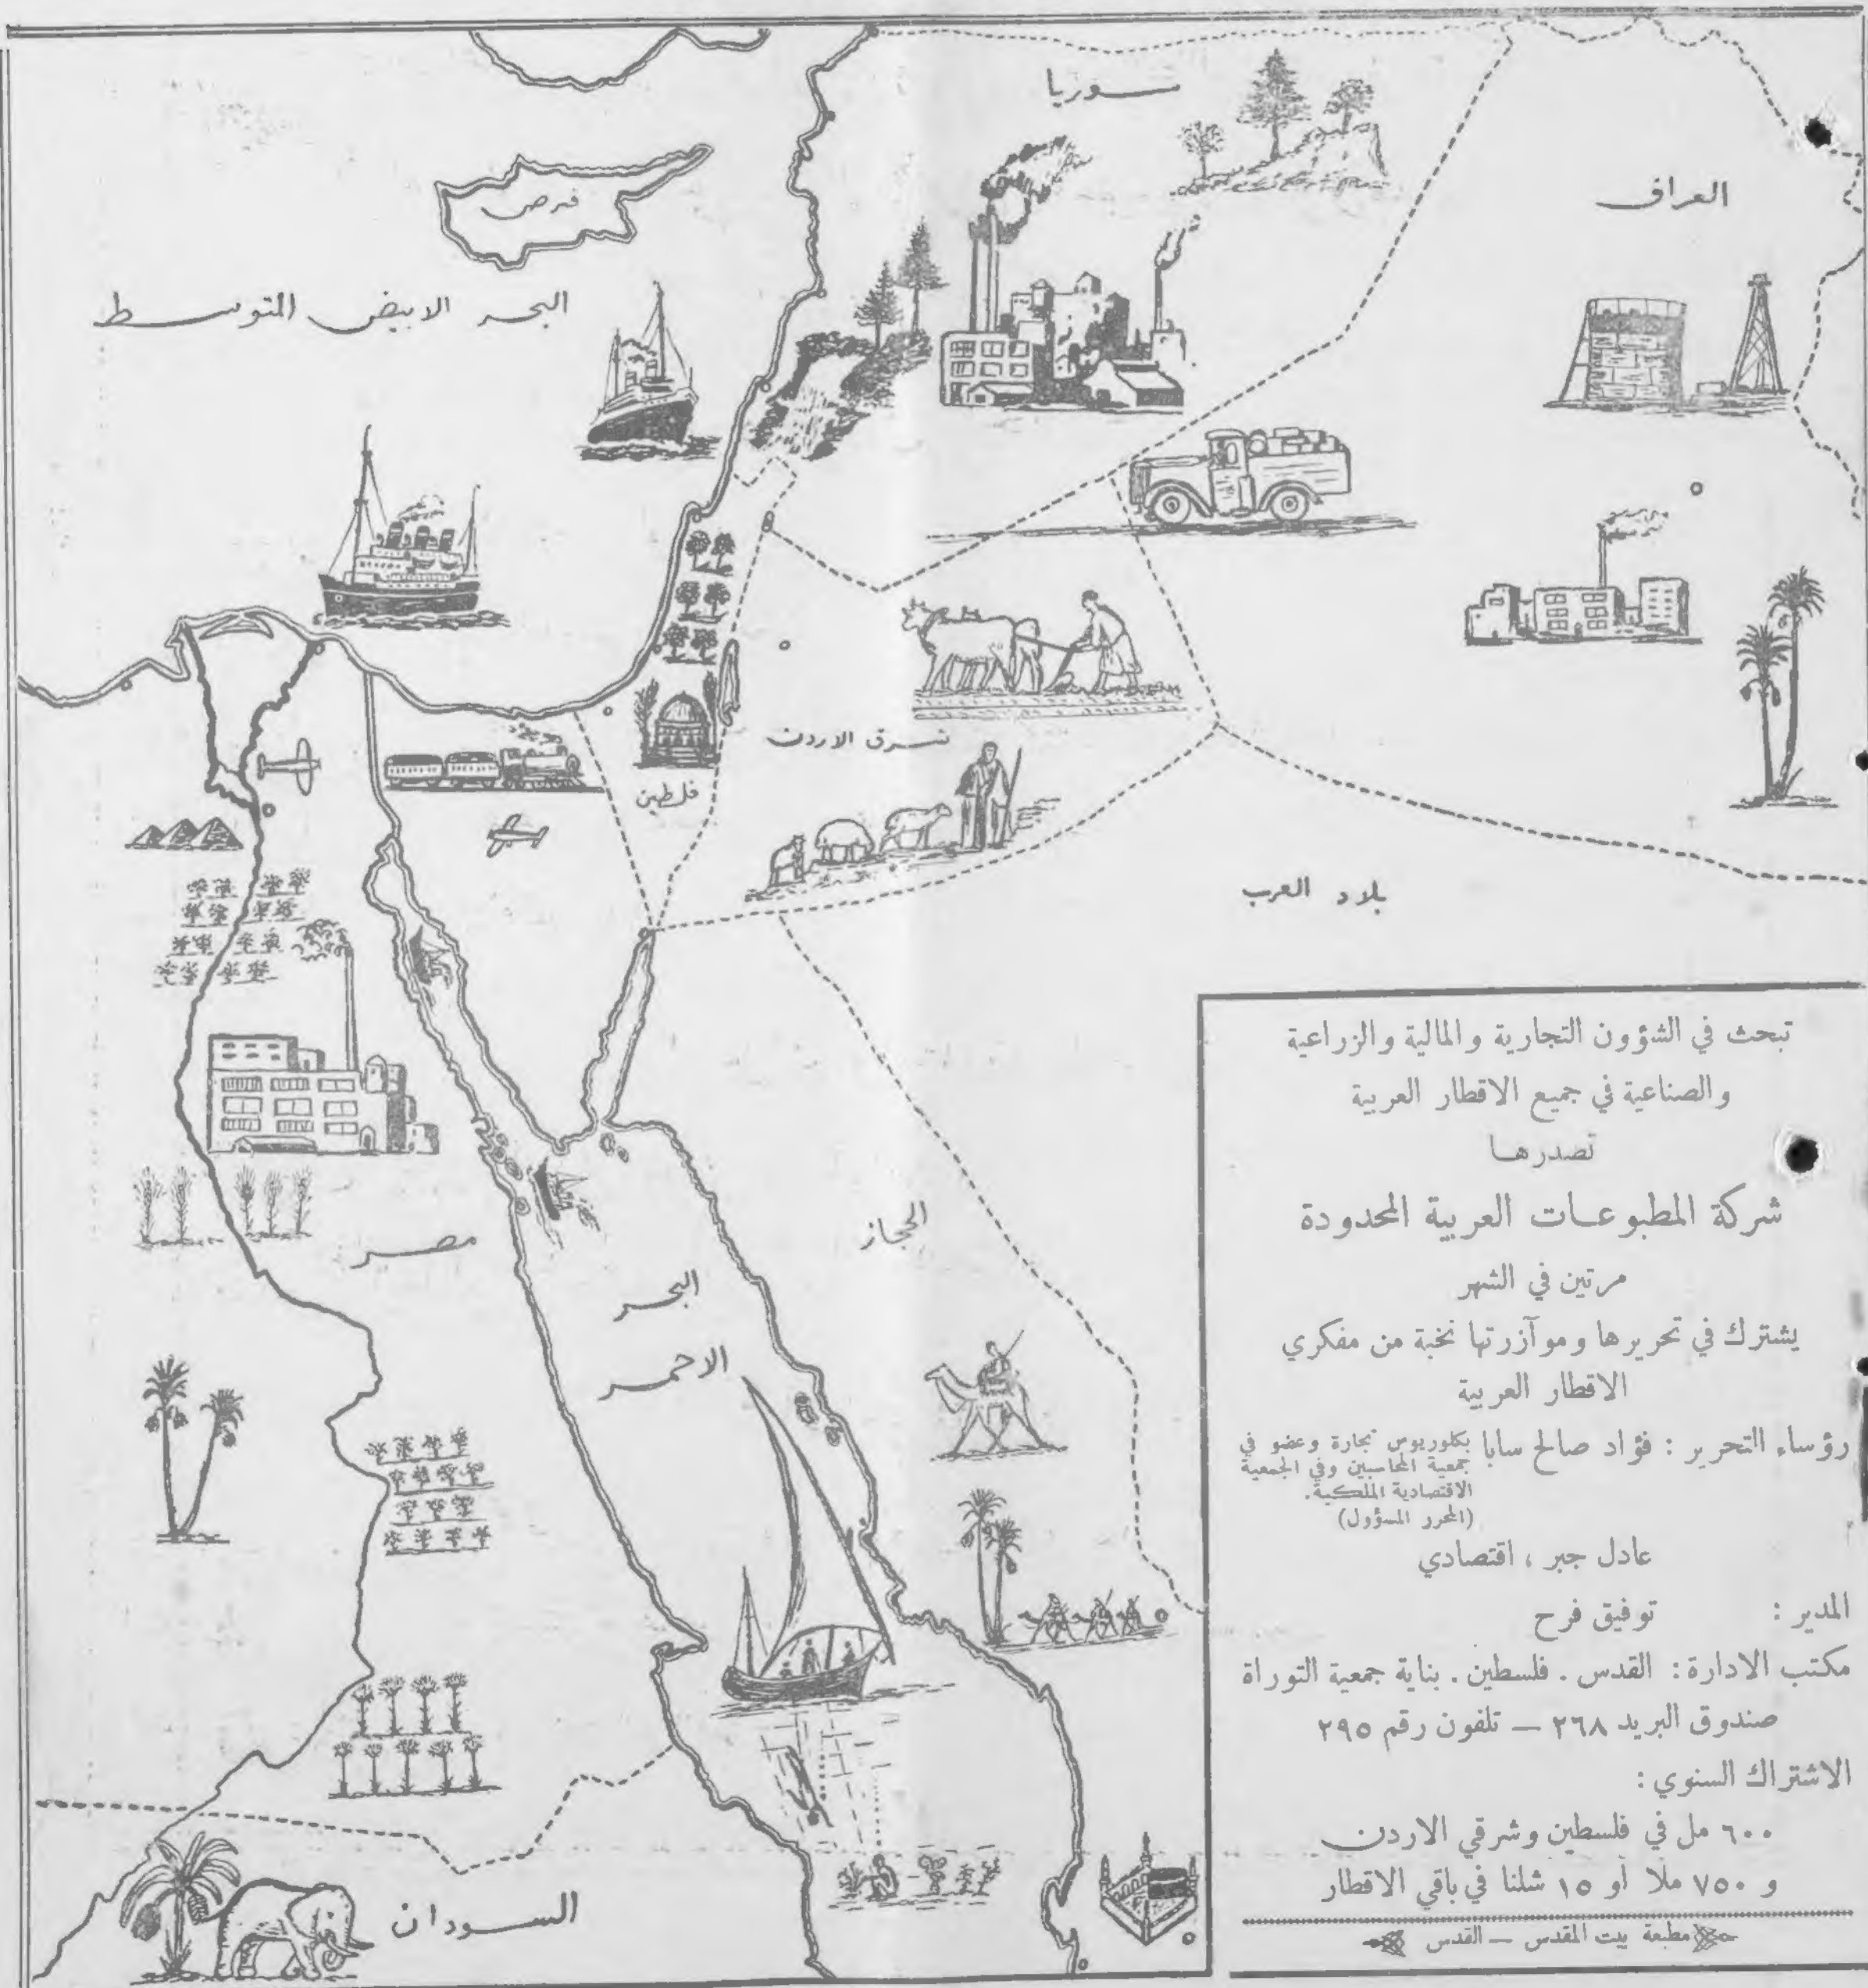 سوريا
العراق
قبرص
البحر الابيض المتوسط
شرق الاردن
فلطين
بلاد العرب
الحجاز
مصر
البحر
الاحمر
السودان
تبحث في الشؤون التجارية والمالية والزراعية
والصناعية في جميع الاقطار العربية
تصدرها
شركة المطبوعات العربية المحدودة
مرتين في الشهر
يشترك في تحريرها وموآزرتها نخبة من مفكري
الاقطار العربية
رؤساء التحرير : فؤاد صالح سابا بكلوريوس تجارة وعضو في
جمعية المحاسبين وفي الجمعية
الاقتصادية الملكية.
(المحرر المسؤول)
عادل جبر ، اقتصادي
المدير : توفيق فرح
مكتب الادارة : القدس . فلسطين . بناية جمعية التوراة
صندوق البريد ٢٦٨ — تلفون رقم ٢٩٥
الاشتراك السنوي :
٦٠٠ مل في فلسطين وشرقي الاردن
و ٧٥٠ ملا أو ١٥ شلنا في باقي الاقطار
مطبعة بيت المقدس — القدس